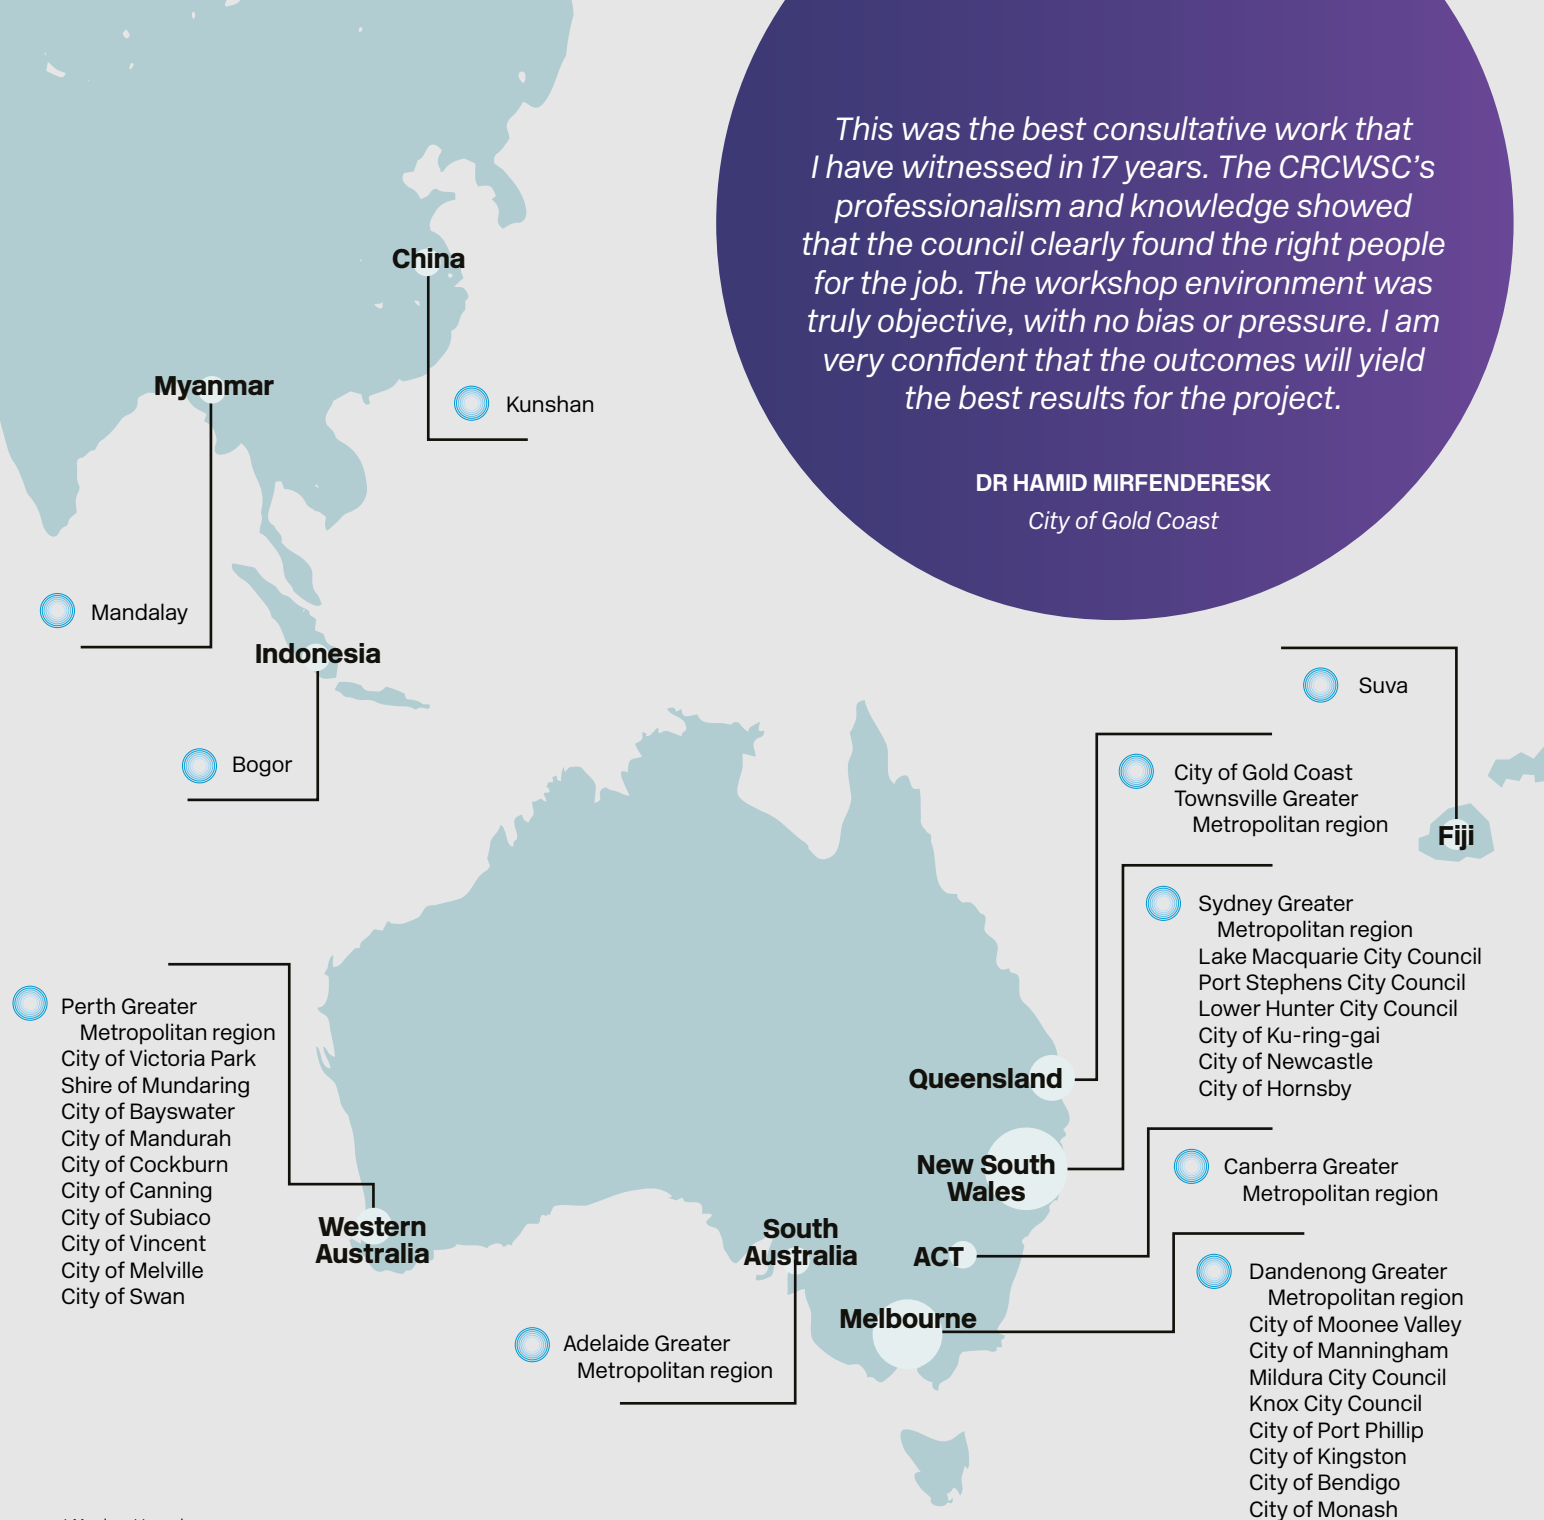 This was the best consultative work that
I have witnessed in 17 years. The CRCWSC’s
professionalism and knowledge showed
that the council clearly found the right people
for the job. The workshop environment was
truly objective, with no bias or pressure. I am
very confident that the outcomes will yield
the best results for the project.
DR HAMID MIRFENDERESK
City of Gold Coast
China
Kunshan
Myanmar
Mandalay
Indonesia
Bogor
Suva
Fiji
City of Gold Coast
Townsville Greater
Metropolitan region
Queensland
Sydney Greater
Metropolitan region
Lake Macquarie City Council
Port Stephens City Council
Lower Hunter City Council
City of Ku-ring-gai
City of Newcastle
City of Hornsby
New South
Wales
Canberra Greater
Metropolitan region
ACT
Perth Greater
Metropolitan region
City of Victoria Park
Shire of Mundaring
City of Bayswater
City of Mandurah
City of Cockburn
City of Canning
City of Subiaco
City of Vincent
City of Melville
City of Swan
Western
Australia
South
Australia
Adelaide Greater
Metropolitan region
Melbourne
Dandenong Greater
Metropolitan region
City of Moonee Valley
City of Manningham
Mildura City Council
Knox City Council
City of Port Phillip
City of Kingston
City of Bendigo
City of Monash